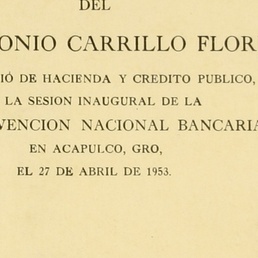 DEL
ONIO CARRILLO FLOR
IÓ DE HACIENDA Y CREDITO PUBLICO,
LA SESION INAUGURAL DE LA
VENCION NACIONAL BANCARIA
EN ACAPULCO, GRO,
EL 27 DE ABRIL DE 1953.